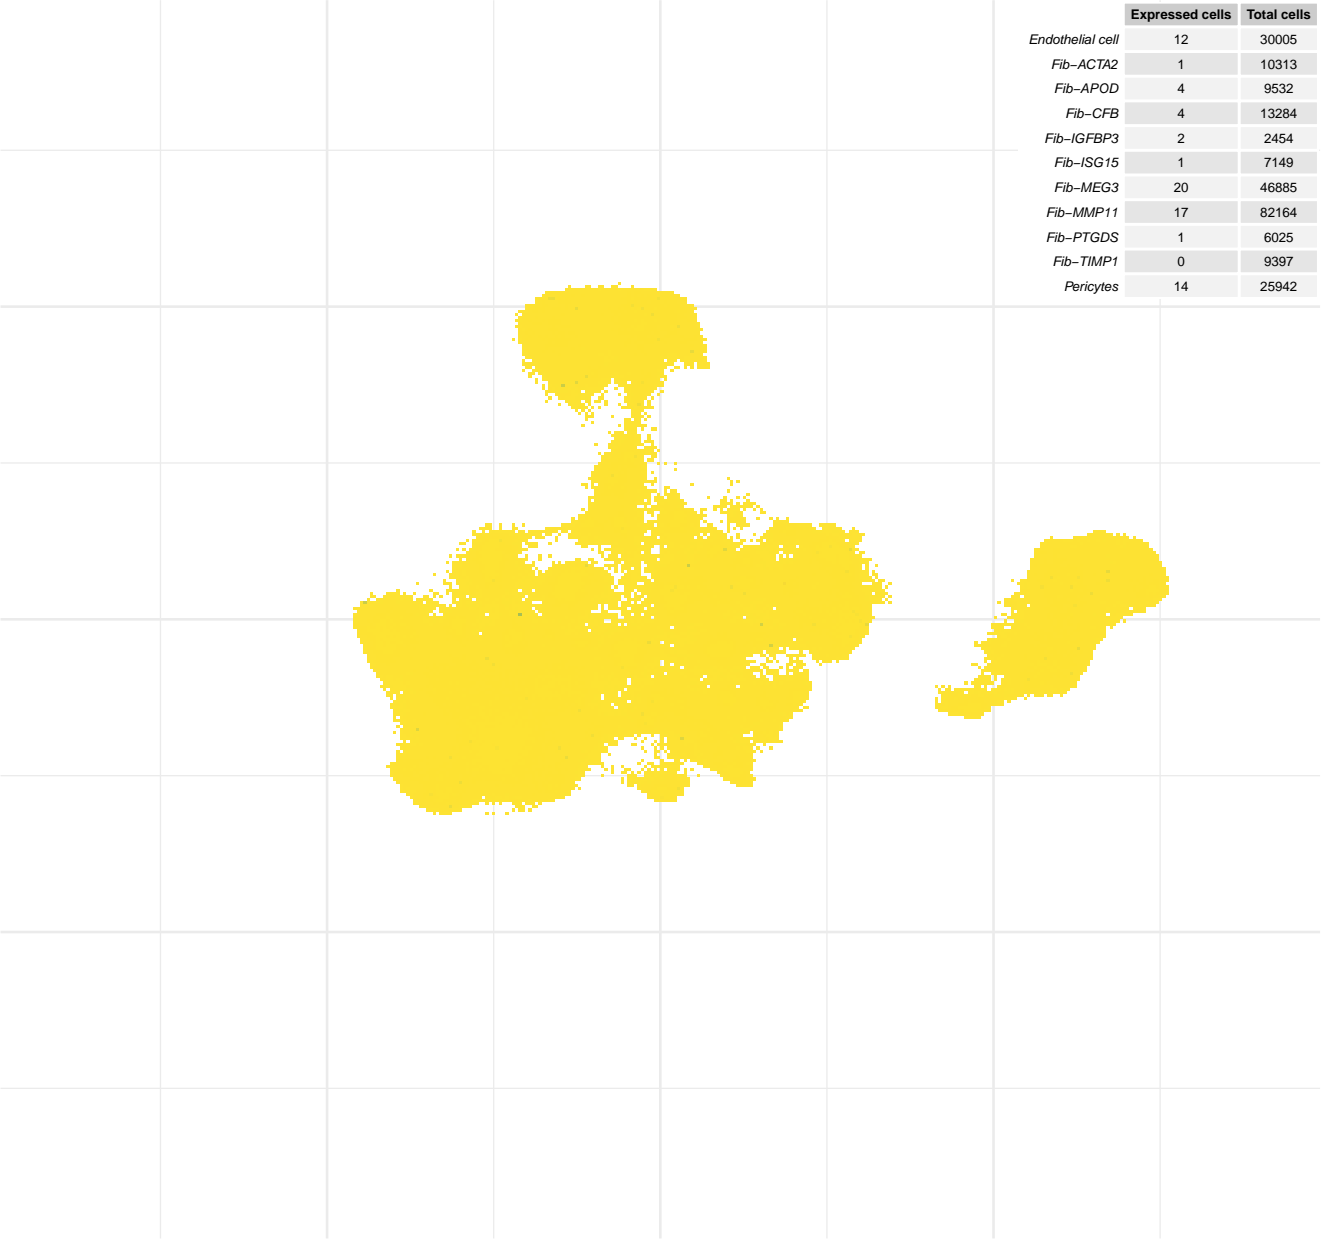 Expressed cells Total cells
Endothelial cell 12 30005
Fib−ACTA2 1 10313
Fib−APOD 4 9532
Fib−CFB 4 13284
Fib−IGFBP3 2 2454
Fib−ISG15 1 7149
Fib−MEG3 20 46885
Fib−MMP11 17 82164
Fib−PTGDS 1 6025
Fib−TIMP1 0 9397
Pericytes 14 25942